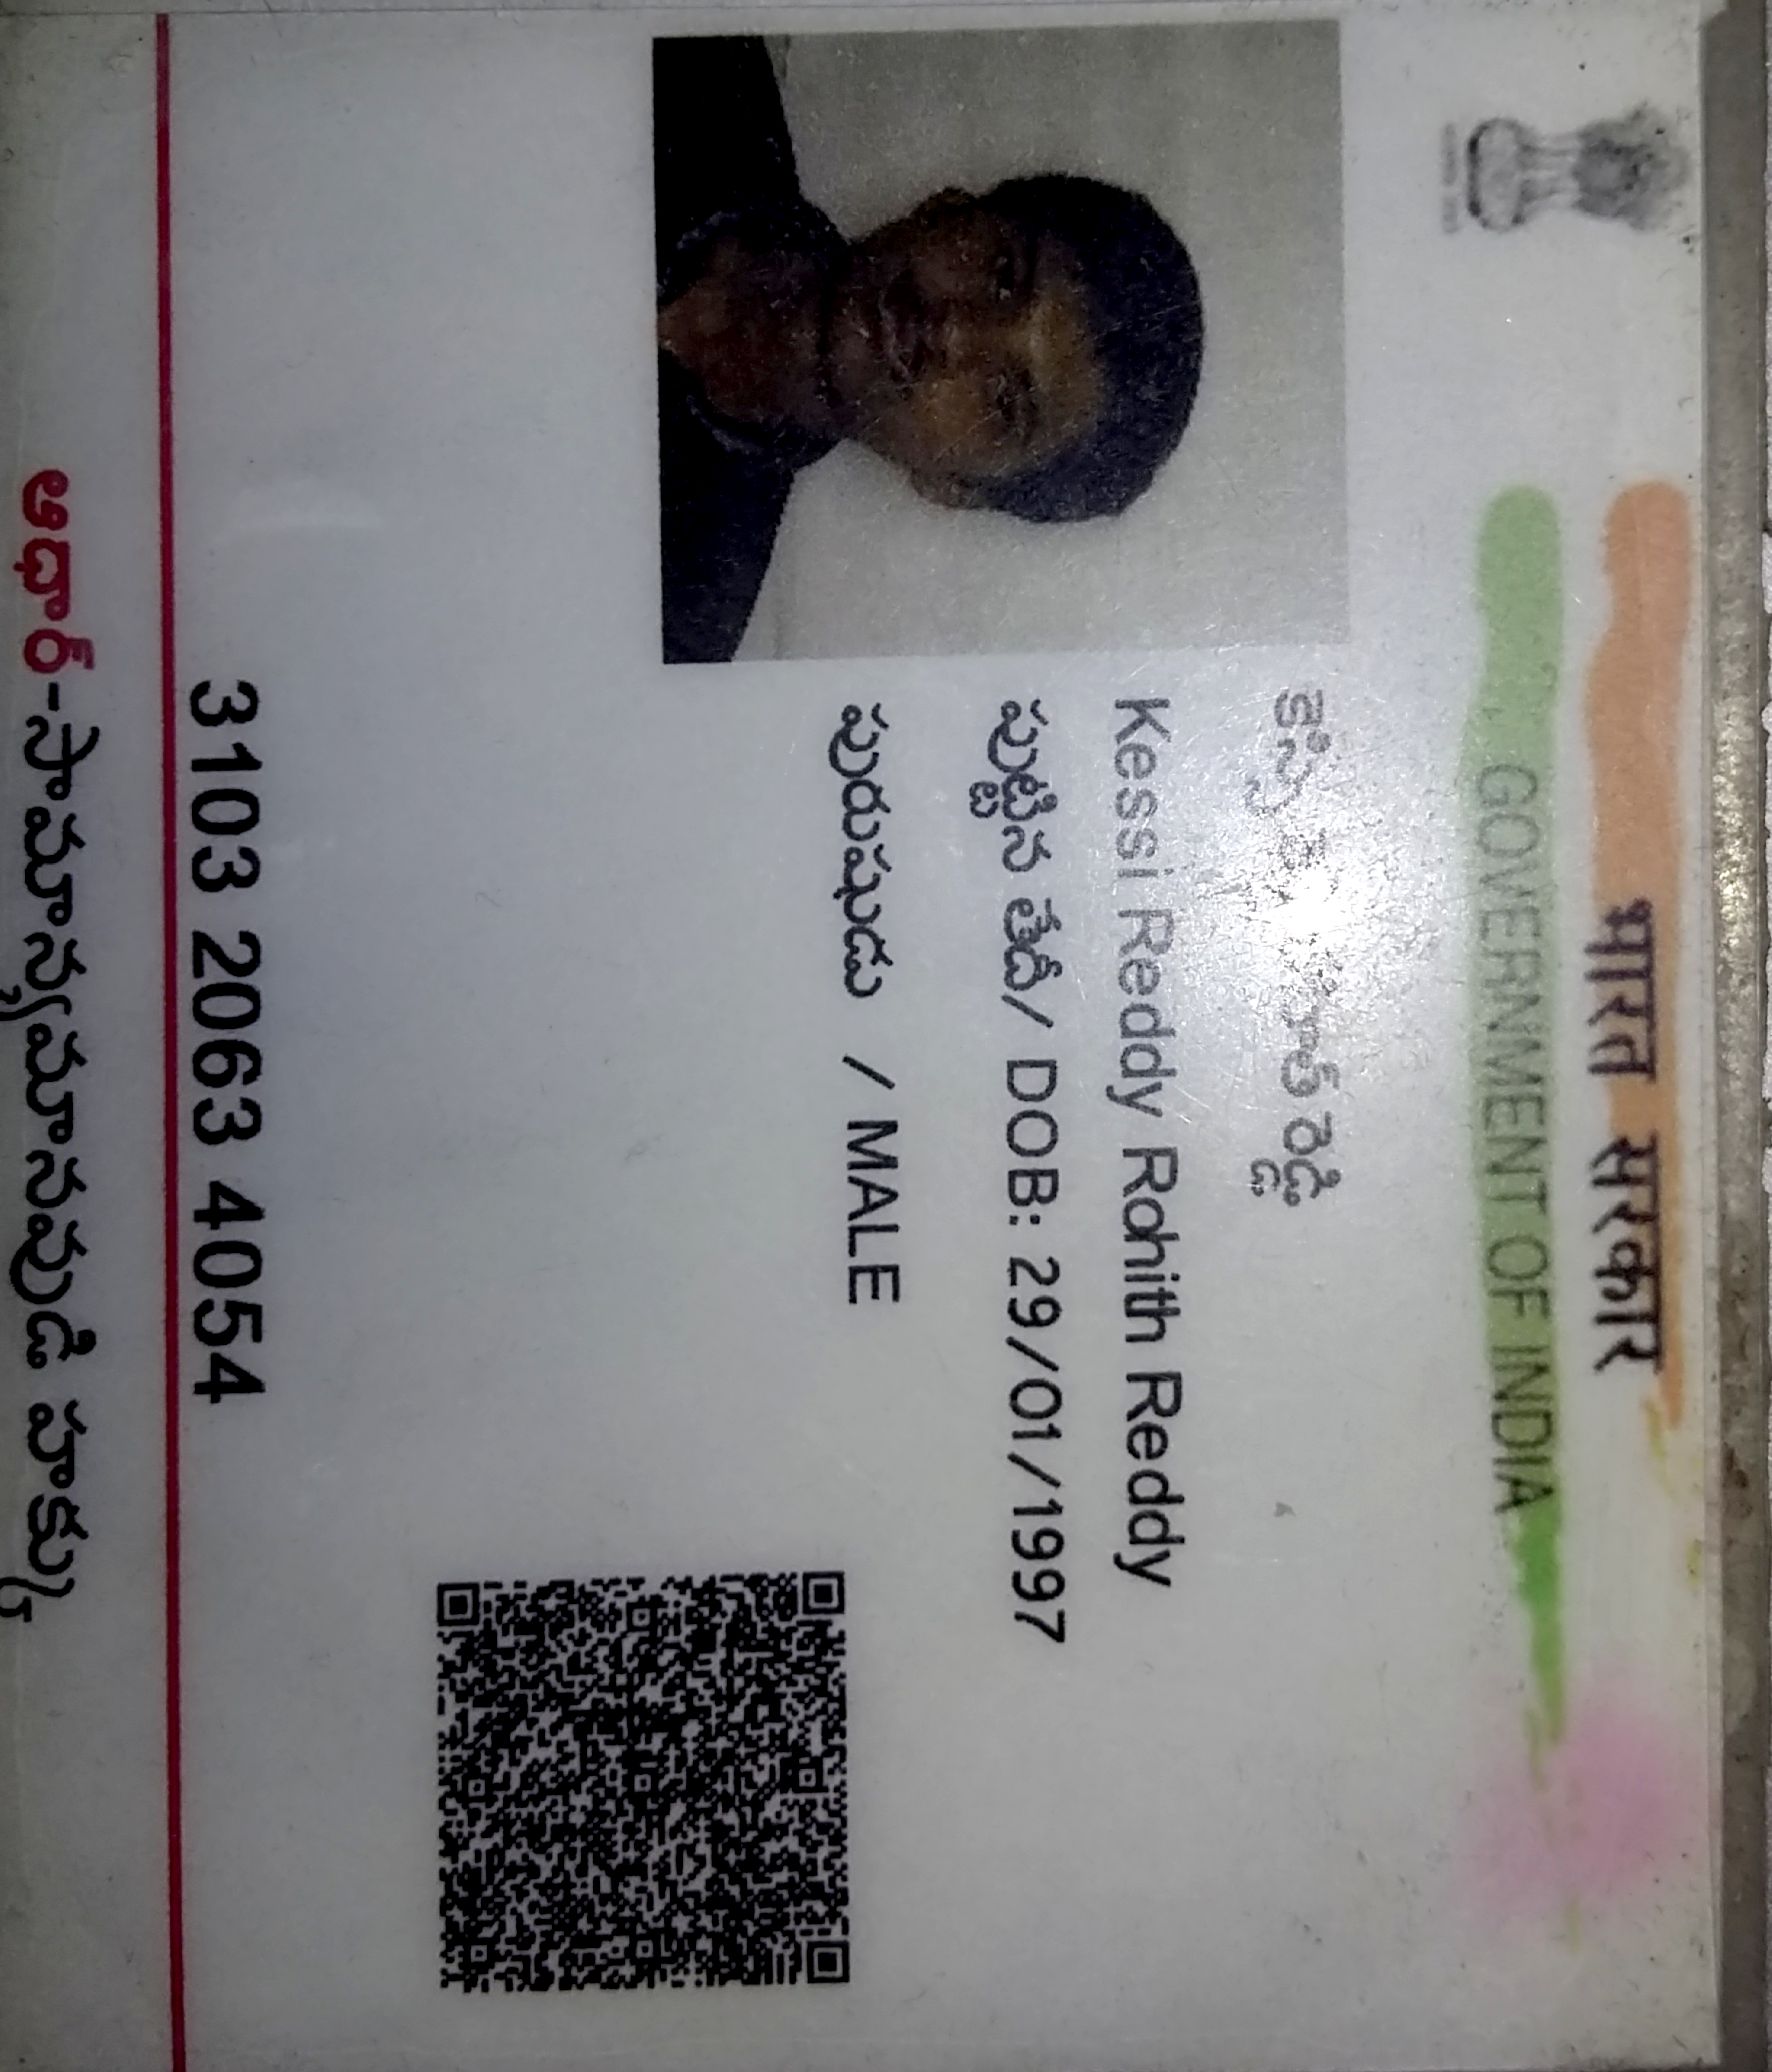 भारत सरकार
GOVERNMENT OF INDIA
రెడ్డి
Kessi Reddy Rohith Reddy
పుట్టిన తేదీ/ DOB: 29/01/1997
పురుషుడు / MALE
3103 2063 4054
ఆధార్-సామాన్యమానవుడి హక్కు